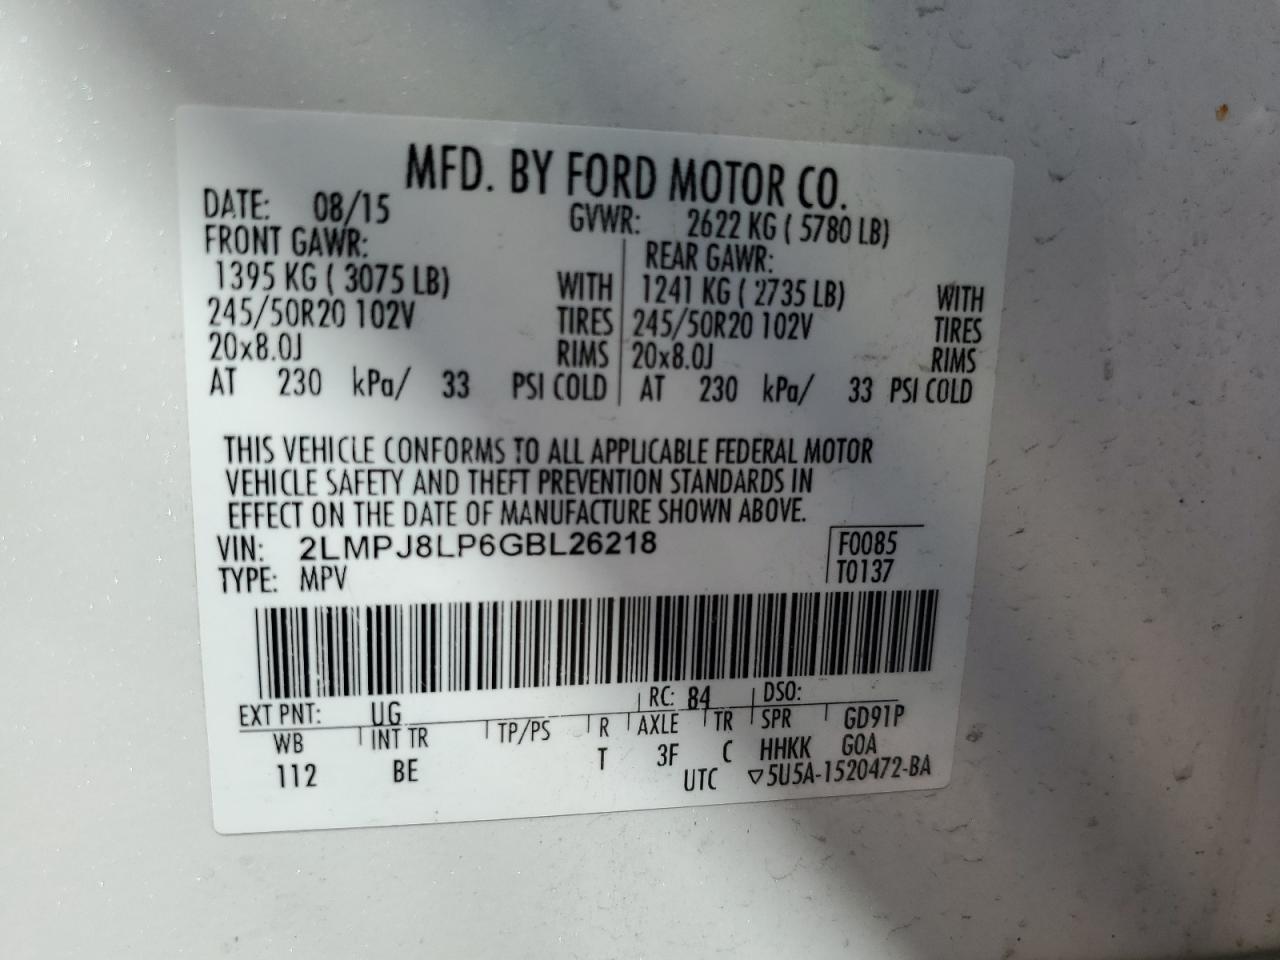 MFD. BY FORD MOTOR CO.
DATE: 08/15 GVWR: 2622 KG ( 5780 LB)
FRONT GAWR: REAR GAWR:
1395 KG ( 3075 LB) WITH 1241 KG ( 2735 LB) WITH
245/50R20 102V TIRES 245/50R20 102V TIRES
20x8.0J RIMS 20x8.0J RIMS
AT 230 kPa/ 33 PSI COLD AT 230 kPa/ 33 PSI COLD
THIS VEHICLE CONFORMS TO ALL APPLICABLE FEDERAL MOTOR
VEHICLE SAFETY AND THEFT PREVENTION STANDARDS IN
EFFECT ON THE DATE OF MANUFACTURE SHOWN ABOVE.
VIN: 2LMPJ8LP6GBL26218 F0085
TYPE: MPV T0137
EXT PNT: UG RC: 84 DSO:
WB INT TR TP/PS R AXLE TR SPR GD91P
112 BE T 3F C HHKK GOA
UTC ▽5U5A-1520472-BA